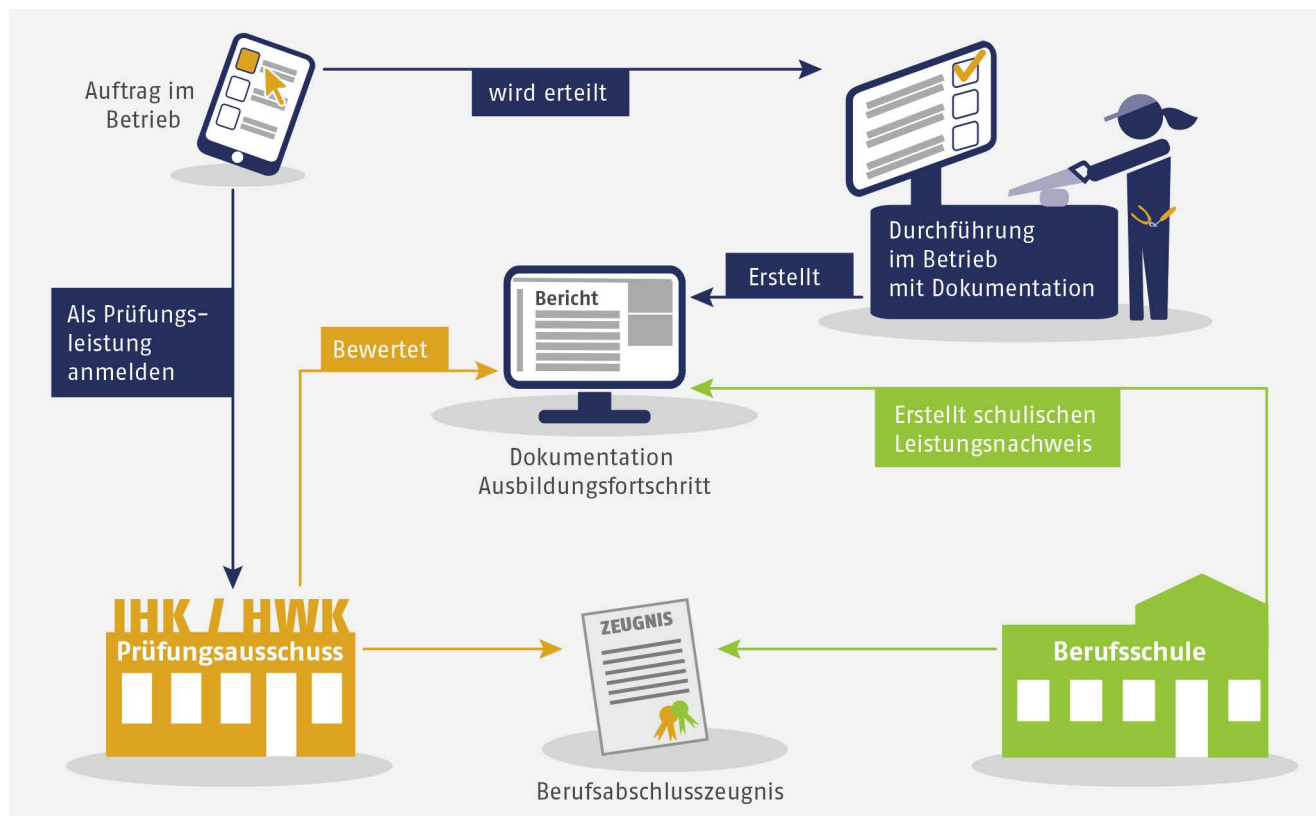 Auftrag im
Betrieb
wird erteilt
Durchführung
im Betrieb
mit Dokumentation
Erstellt
Bericht
Als Prüfungs-
leistung
anmelden
Bewertet
Erstellt schulischen
Leistungsnachweis
Dokumentation
Ausbildungsfortschritt
IHK / HWK
Prüfungsausschuss
ZEUGNIS
Berufsschule
Berufsabschlusszeugnis